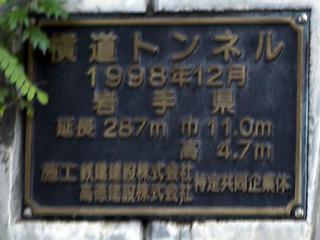 横道トンネル
1998年12月
岩手県
延長 287m 巾 11.0m
高 4.7m
施工 鉄建建設株式会社
高徳建設株式会社
特定共同企業体